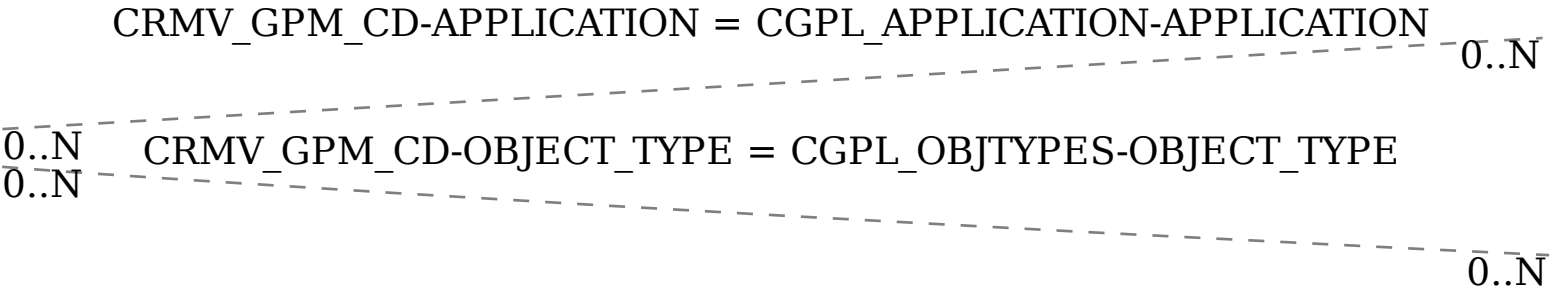 CRMV_GPM_CD-APPLICATION = CGPL_APPLICATION-APPLICATION
0..N
0..N
CRMV_GPM_CD-OBJECT_TYPE = CGPL_OBJTYPES-OBJECT_TYPE
0..N
0..N